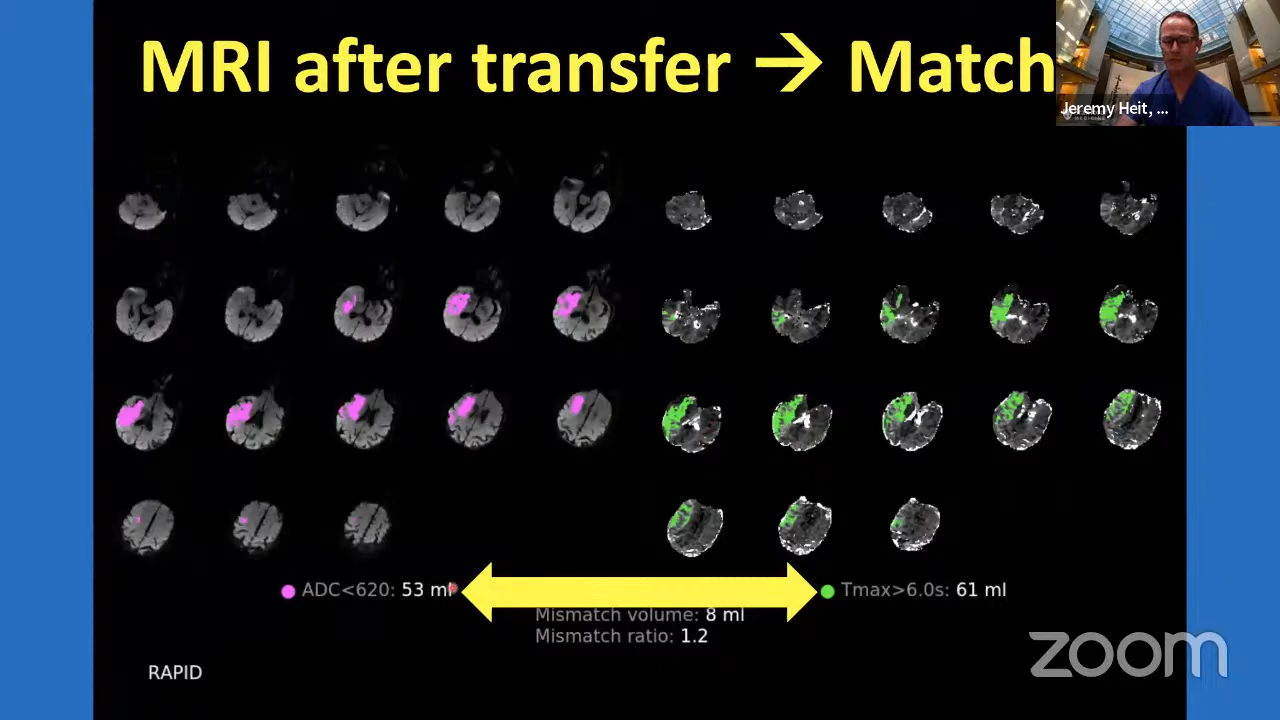 MRI after transfer → Match
Jeremy Heit, ...
MEDICINE
ADC<620: 53 ml
Tmax>6.0s: 61 ml
Mismatch volume: 8 ml
Mismatch ratio: 1.2
RAPID
zoom